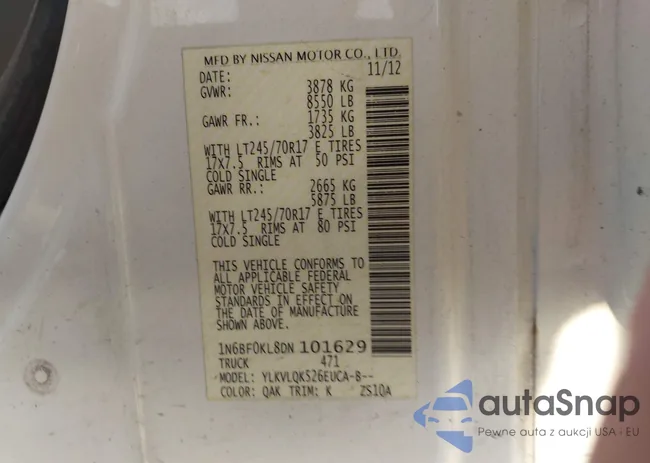 MFD BY NISSAN MOTOR CO., LTD.
DATE: 11/12
GVWR: 3878 KG
8550 LB
GAWR FR.: 1735 KG
3825 LB
WITH LT245/70R17 E TIRES
17x7.5 RIMS AT 50 PSI
COLD SINGLE
GAWR RR.: 2665 KG
5875 LB
WITH LT245/70R17 E TIRES
17x7.5 RIMS AT 80 PSI
COLD SINGLE
THIS VEHICLE CONFORMS TO
ALL APPLICABLE FEDERAL
MOTOR VEHICLE SAFETY
STANDARDS IN EFFECT ON
THE DATE OF MANUFACTURE
SHOWN ABOVE.
1N6BF0KL8DN 101629
TRUCK 471
MODEL: YLKVLQK526EUCA-B--
COLOR: QAK TRIM: K ZS10A
autoSnap
Pewne auta z aukcji USA - EU